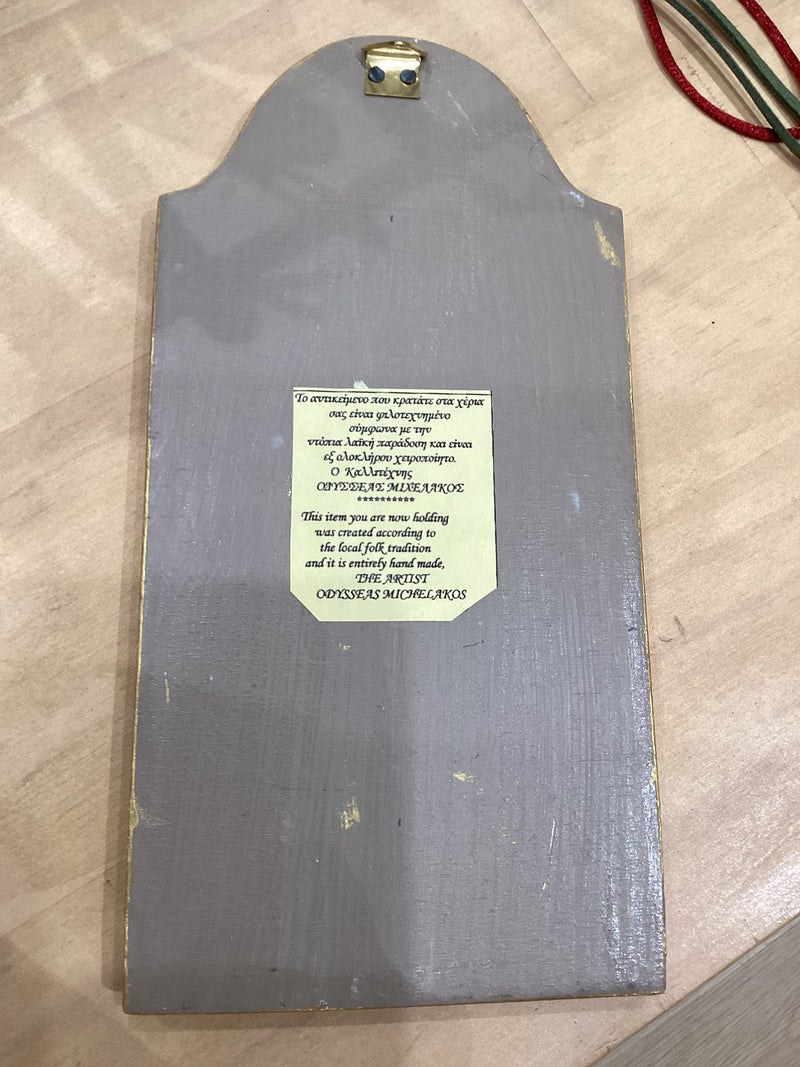 Το αντικείμενο που κρατάτε στα χέρια
σας είναι φιλοτεχνημένο
σύμφωνα με την
ντόπια λαϊκή παράδοση και είναι
εξ ολοκλήρου χειροποίητο.
Ο Καλλιτέχνης
ΟΔΥΣΣΕΑΣ ΜΙΧΕΛΑΚΟΣ
**********
This item you are now holding
was created according to
the local folk tradition
and it is entirely hand made,
THE ARTIST
ODYSSEAS MICHELAKOS